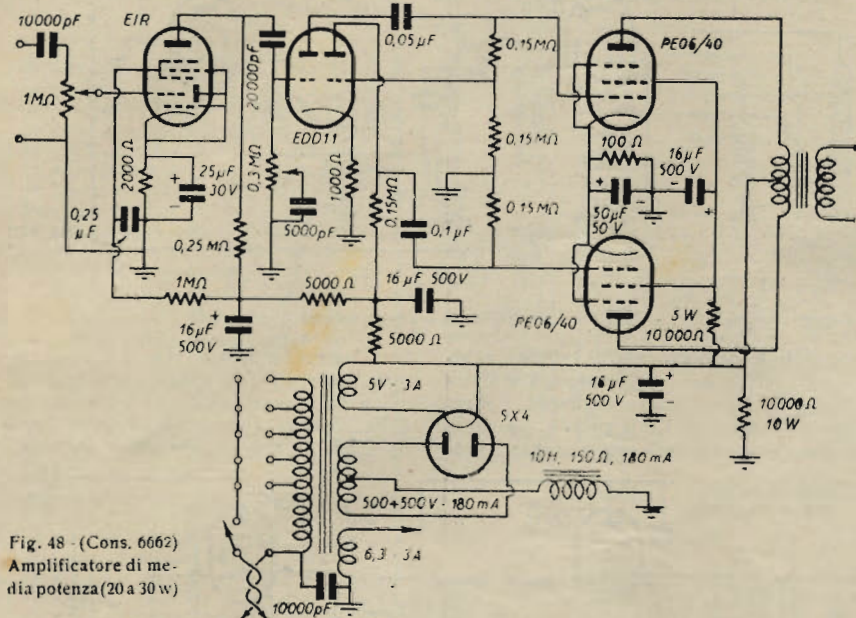 10000pF
E1R
1MΩ
2000Ω
25µF
30V
0,25
µF
0,25 MΩ
1MΩ
16µF
500V
20000pF
0,3MΩ
5000pF
EDD11
1000Ω
0,05µF
0,15MΩ
0,1µF
5000Ω
16µF 500V
5000Ω
0.15MΩ
0,15MΩ
0.15MΩ
PE06/40
100Ω
16µF
500V
50µF
50V
PE06/40
5W
10000Ω
16µF
500V
10000Ω
10W
5V - 3A
5X4
10H, 150Ω, 180mA
500+500V - 180mA
6,3 - 3A
10000pF
Fig. 48 - (Cons. 6662)
Amplificatore di me-
dia potenza (20 a 30 w)